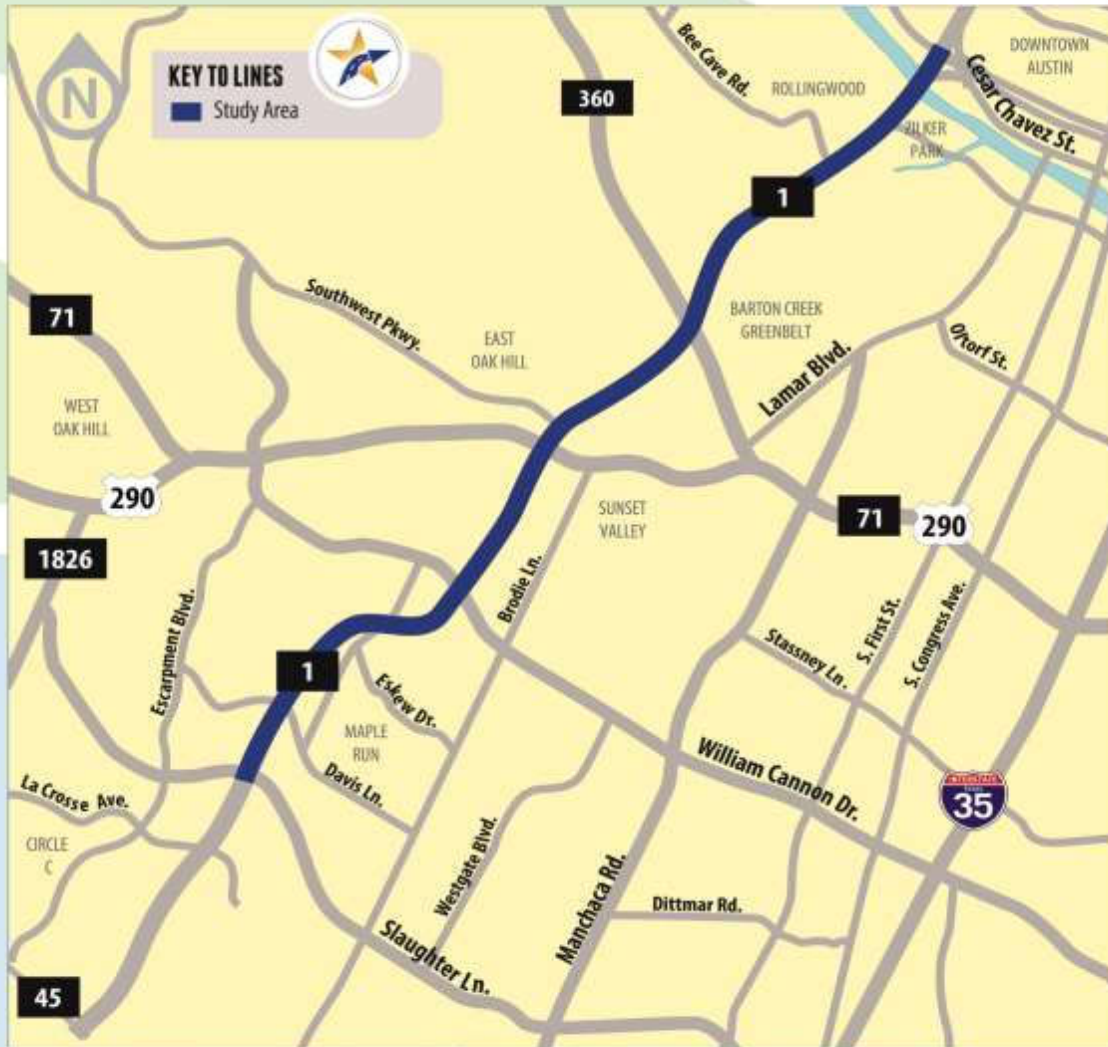 N
KEY TO LINES
Study Area
DOWNTOWN
AUSTIN
Bee Cave Rd.
ROLLINGWOOD
Cesar Chavez St.
360
ZILKER
PARK
1
71
Southwest Pkwy.
EAST
OAK HILL
BARTON CREEK
GREENBELT
Lamar Blvd.
Oltorf St.
WEST
OAK HILL
290
SUNSET
VALLEY
71
290
1826
Brodie Ln.
Escarpment Blvd.
S. First St.
S. Congress Ave.
Stassney Ln.
1
Eskew Dr.
MAPLE
RUN
William Cannon Dr.
Davis Ln.
La Crosse Ave.
INTERSTATE
TEXAS
35
CIRCLE
C
Westgate Blvd.
Manchaca Rd.
Dittmar Rd.
Slaughter Ln.
45